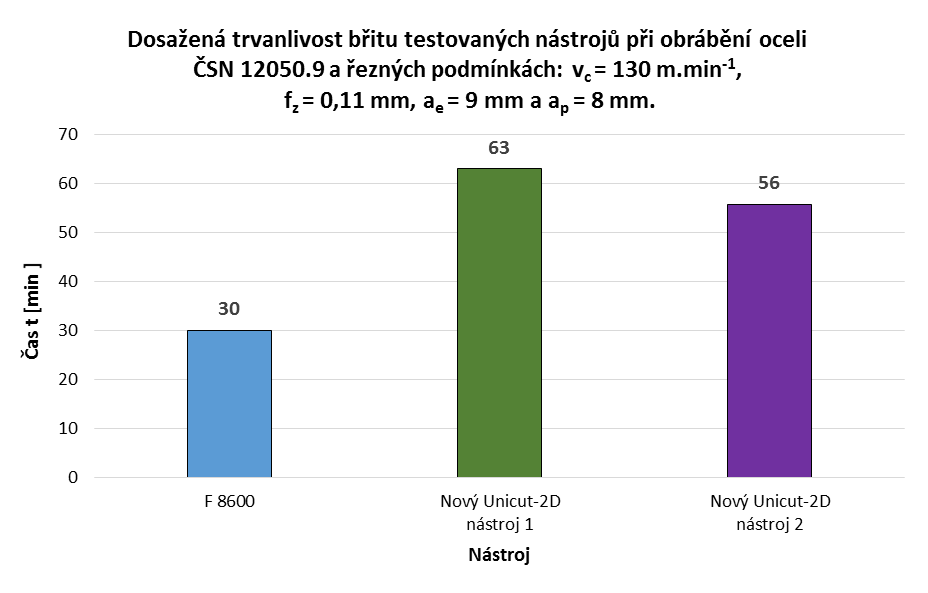 Dosažená trvanlivost břitu testovaných nástrojů při obrábění oceli
ČSN 12050.9 a řezných podmínkách: vc = 130 m.min-1,
fz = 0,11 mm, ae = 9 mm a ap = 8 mm.
70
60
50
40
30
20
10
0
Čas t [min ]
30
63
56
F 8600
Nový Unicut-2D
nástroj 1
Nový Unicut-2D
nástroj 2
Nástroj